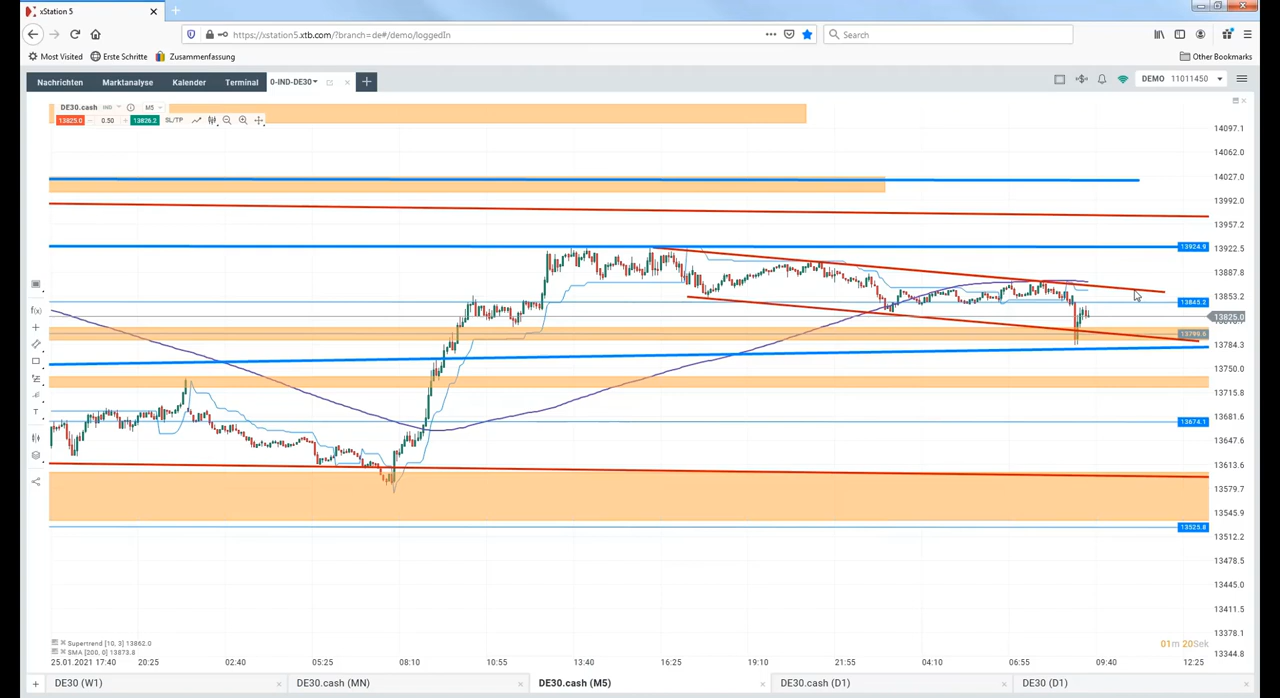 xStation 5
https://xstation5.xtb.com/?branch=de#/demo/loggedIn
Search
Most Visited
Erste Schritte
Zusammenfassung
Other Bookmarks
Nachrichten
Marktanalyse
Kalender
Terminal
0-IND-DE30
DEMO 11011450
DE30.cash IND M5
13825.0
0.50
13826.2
SL/TP
14097.1
14062.0
14027.0
13992.0
13957.2
13924.9
13922.5
13887.8
13853.2
13845.2
13825.0
13799.6
13784.3
13750.0
13715.8
13681.6
13674.1
13647.6
13613.6
13579.7
13545.9
13525.8
13512.2
13478.5
13445.0
13411.5
13378.1
13344.8
f(x)
T
Supertrend [10, 3] 13862.0
SMA [200, 0] 13873.8
01m 20Sek
25.01.2021 17:40
20:25
02:40
05:25
08:10
10:55
13:40
16:25
19:10
21:55
04:10
06:55
09:40
12:25
DE30 (W1)
DE30.cash (MN)
DE30.cash (M5)
DE30.cash (D1)
DE30 (D1)